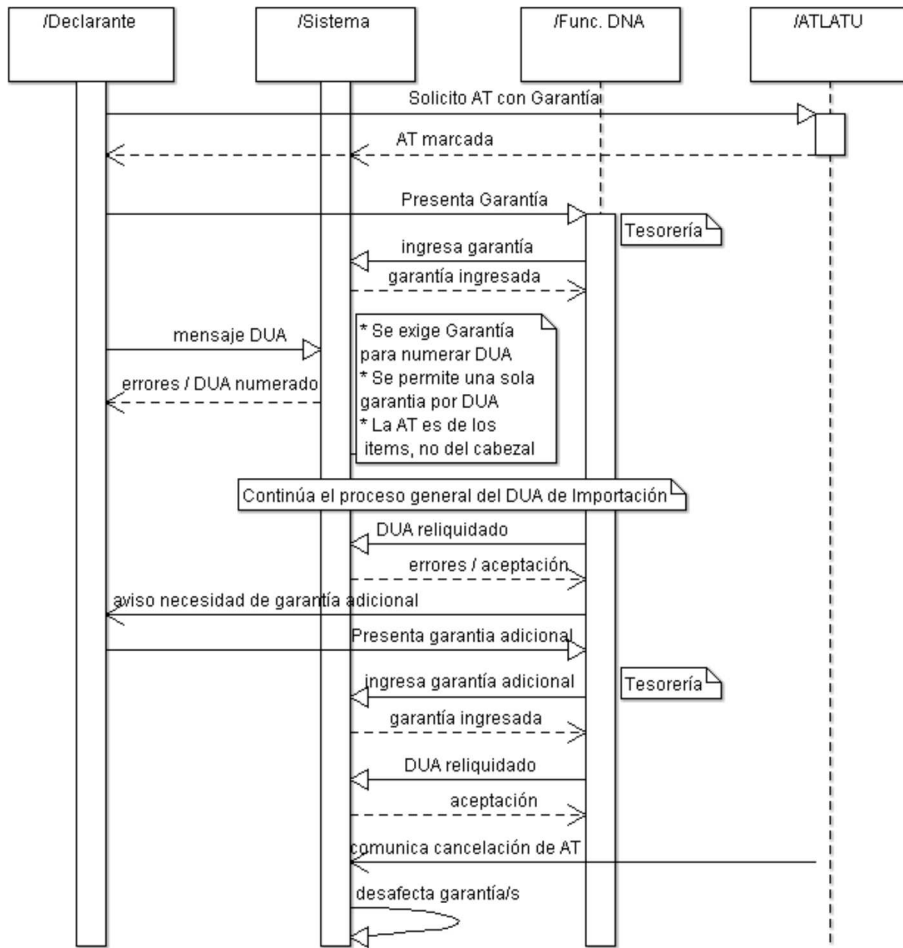 /Declarante
/Sistema
/Func. DNA
/ATLATU
Solicito AT con Garantía
AT marcada
Presenta Garantía
Tesorería
ingresa garantía
garantía ingresada
mensaje DUA
* Se exige Garantía
para numerar DUA
* Se permite una sola
garantia por DUA
* La AT es de los
items, no del cabezal
errores / DUA numerado
Continúa el proceso general del DUA de Importación
DUA reliquidado
errores / aceptación
aviso necesidad de garantía adicional
Presenta garantia adicional
ingresa garantía adicional
Tesorería
garantía ingresada
DUA reliquidado
aceptación
comunica cancelación de AT
desafecta garantía/s